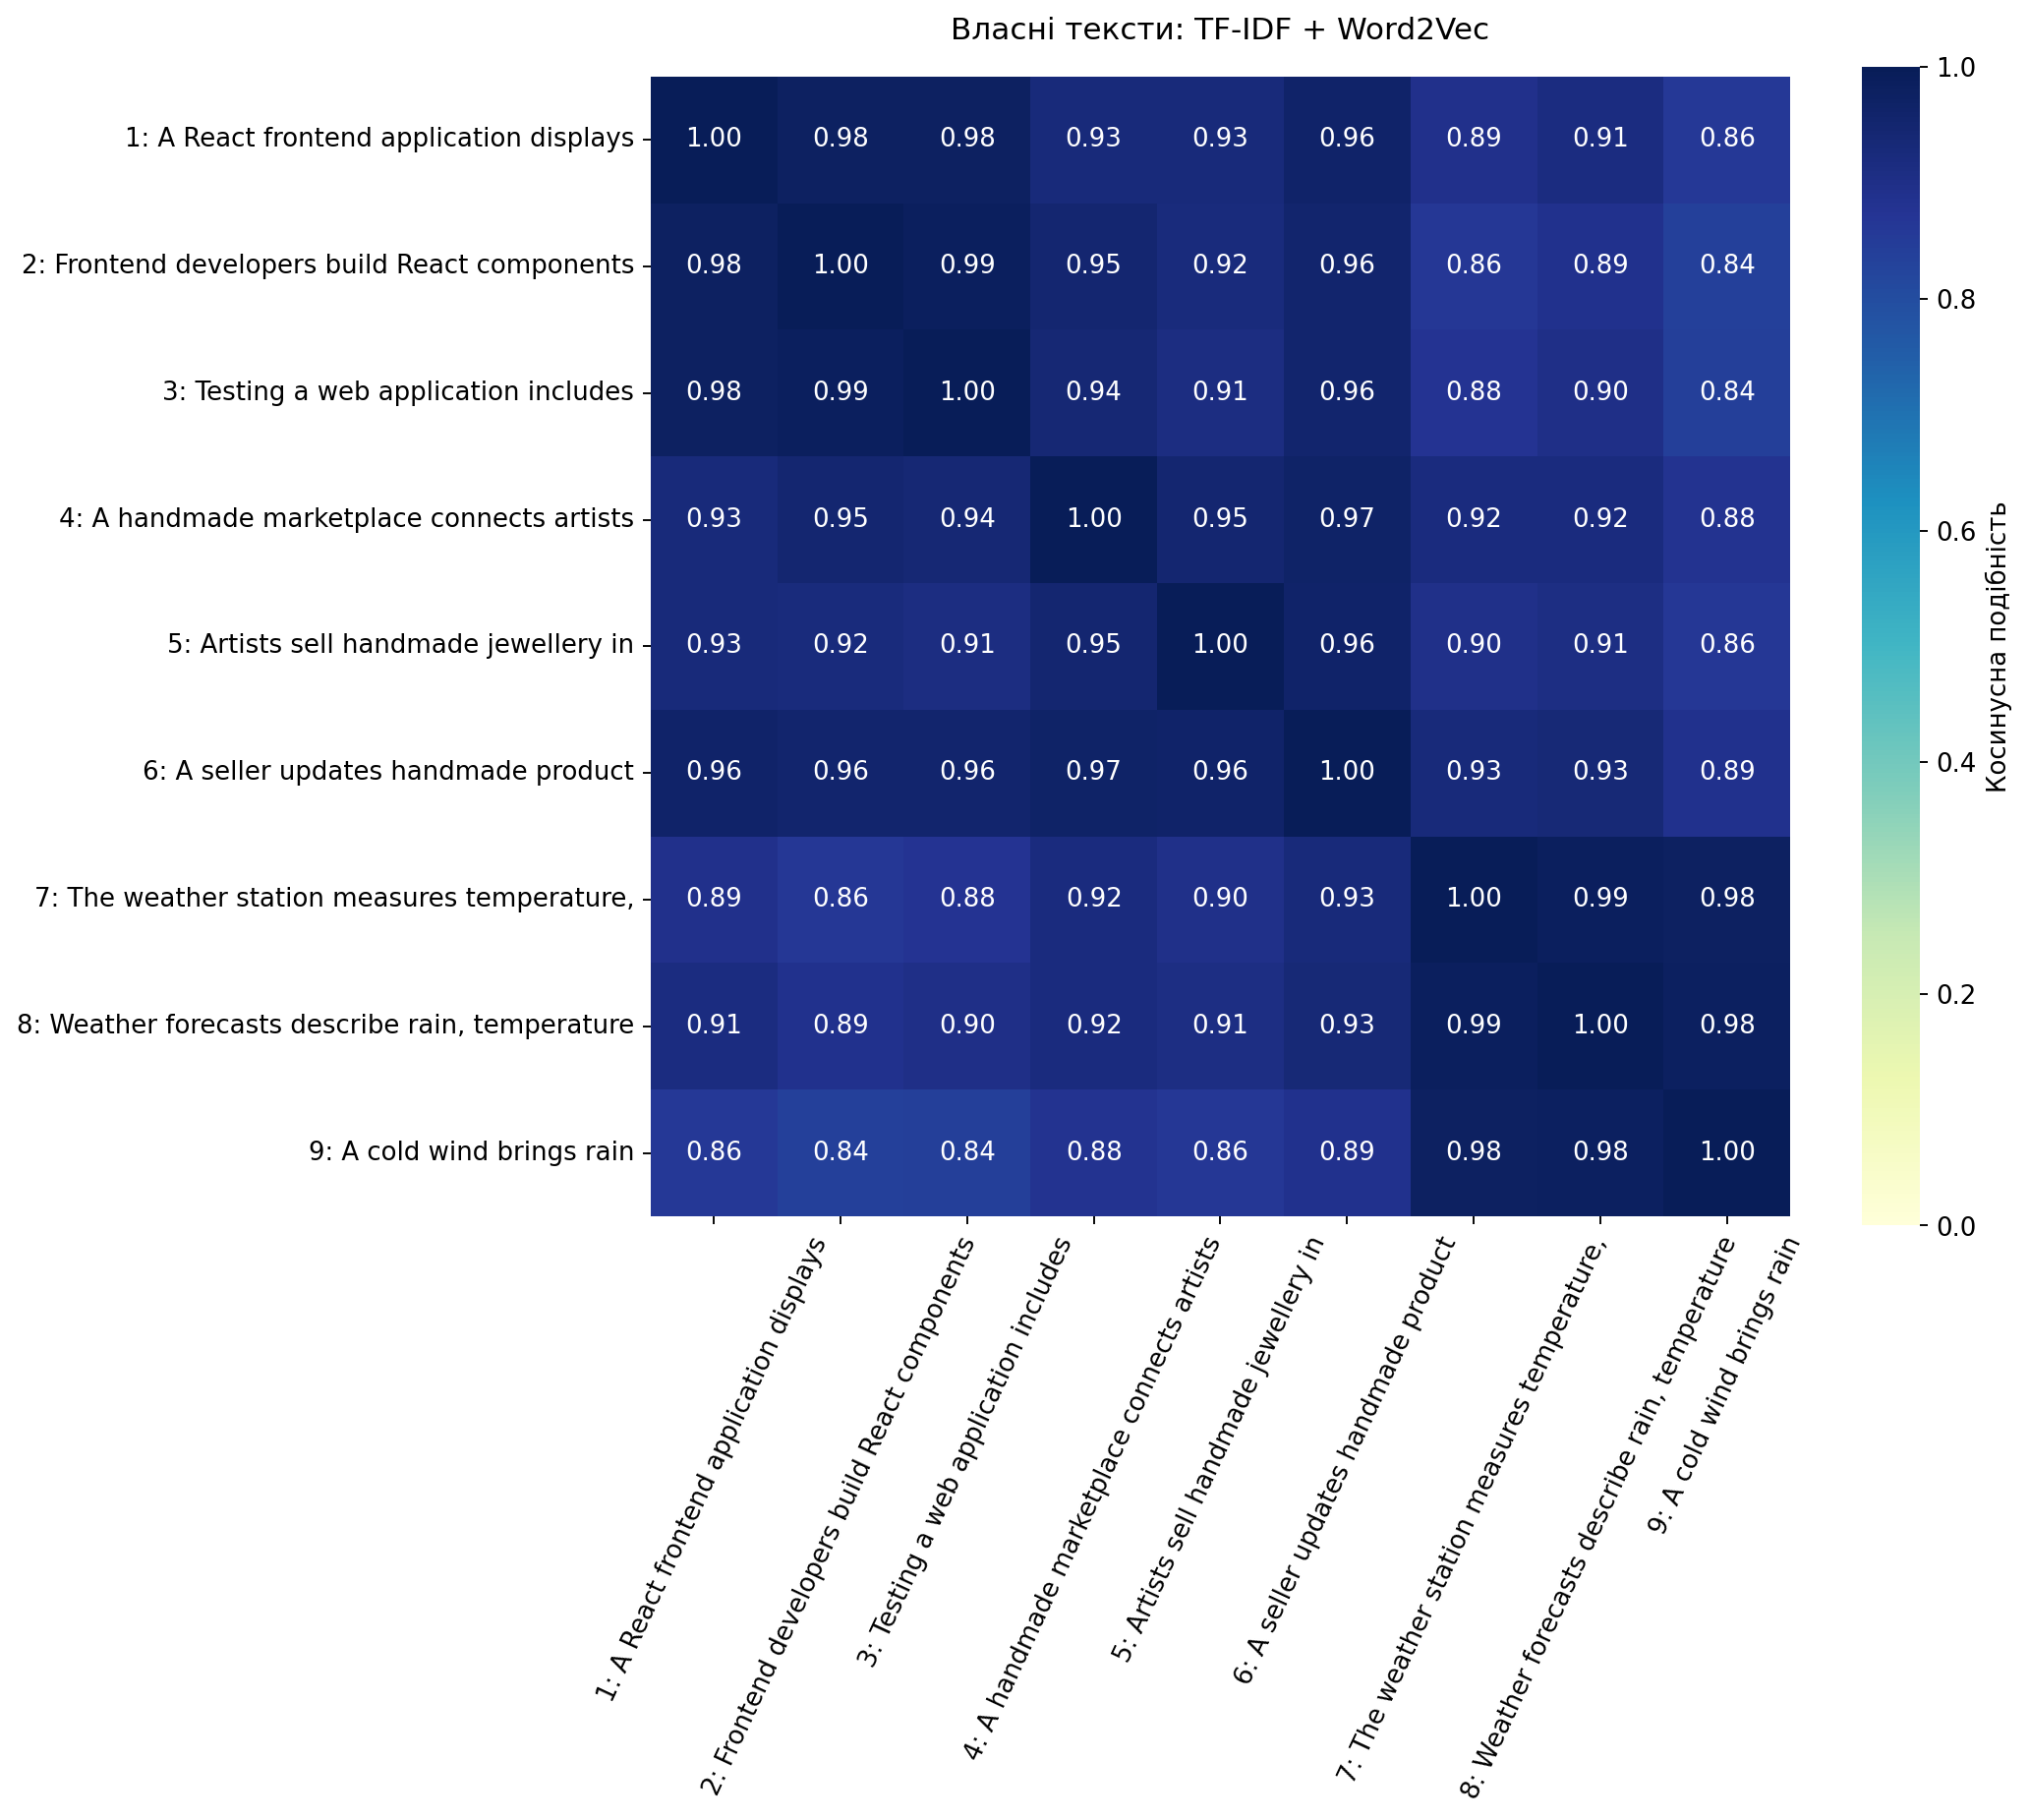 Власні тексти: TF-IDF + Word2Vec
1: A React frontend application displays
1.00 0.98 0.98 0.93 0.93 0.96 0.89 0.91 0.86
2: Frontend developers build React components
0.98 1.00 0.99 0.95 0.92 0.96 0.86 0.89 0.84
3: Testing a web application includes
0.98 0.99 1.00 0.94 0.91 0.96 0.88 0.90 0.84
4: A handmade marketplace connects artists
0.93 0.95 0.94 1.00 0.95 0.97 0.92 0.92 0.88
5: Artists sell handmade jewellery in
0.93 0.92 0.91 0.95 1.00 0.96 0.90 0.91 0.86
6: A seller updates handmade product
0.96 0.96 0.96 0.97 0.96 1.00 0.93 0.93 0.89
7: The weather station measures temperature,
0.89 0.86 0.88 0.92 0.90 0.93 1.00 0.99 0.98
8: Weather forecasts describe rain, temperature
0.91 0.89 0.90 0.92 0.91 0.93 0.99 1.00 0.98
9: A cold wind brings rain
0.86 0.84 0.84 0.88 0.86 0.89 0.98 0.98 1.00
1: A React frontend application displays
2: Frontend developers build React components
3: Testing a web application includes
4: A handmade marketplace connects artists
5: Artists sell handmade jewellery in
6: A seller updates handmade product
7: The weather station measures temperature,
8: Weather forecasts describe rain, temperature
9: A cold wind brings rain
1.0
0.8
0.6
0.4
0.2
0.0
Косинусна подібність